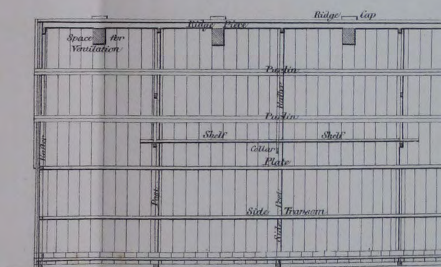 Ridge Cap
Ridge Piece
Space for
Ventilation
Purlin
Rafter
Purlin
Shelf
Shelf
Collar
Rafter
Plate
Post
Post
Side Transom
Side